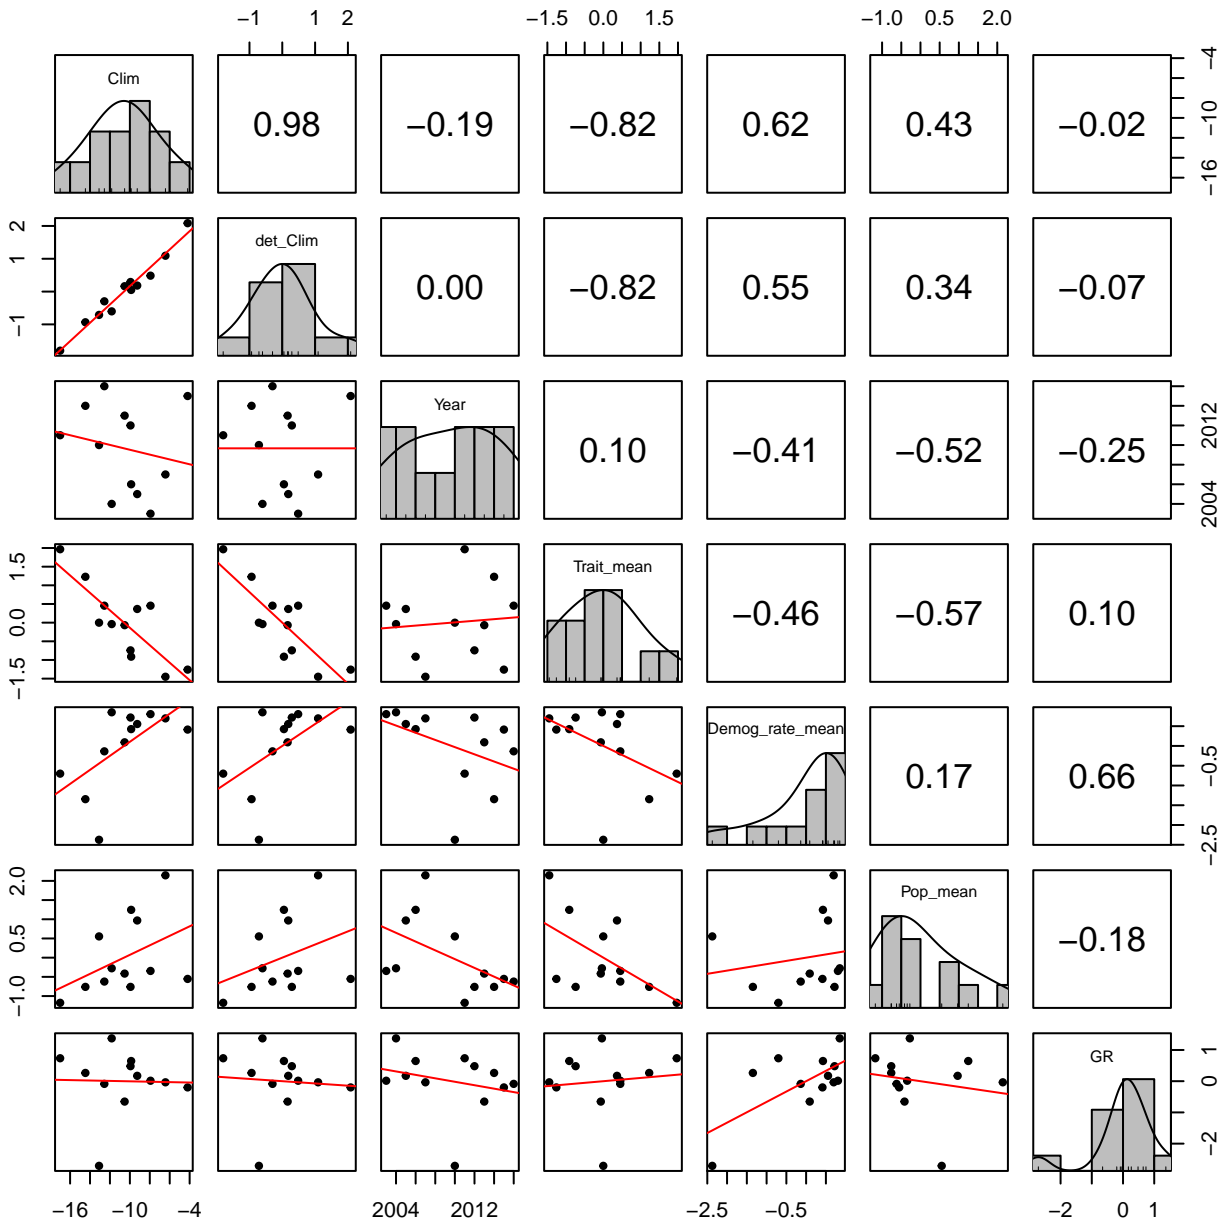 −1 1 2 −1.5 0.0 1.5 −1.0 0.5 2.0
Clim 0.98 −0.19 −0.82 0.62 0.43 −0.02 −16 −10 −4
−1 1 2 det_Clim 0.00 −0.82 0.55 0.34 −0.07
Year 0.10 −0.41 −0.52 −0.25 2004 2012
−1.5 0.0 1.5 Trait_mean −0.46 −0.57 0.10
Demog_rate_mean 0.17 0.66 −2.5 −0.5
−1.0 0.5 2.0 Pop_mean −0.18
GR −2 0 1
−16 −10 −4 2004 2012 −2.5 −0.5 −2 0 1